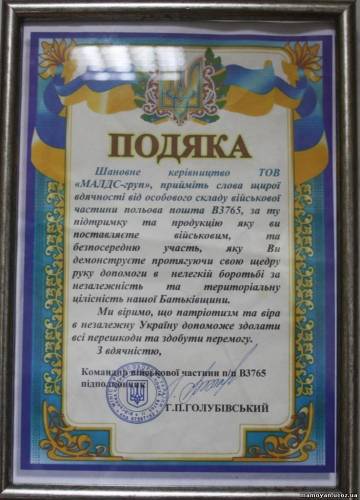 ПОДЯКА
Шановне керівництво ТОВ
«МАЛДС-груп», прийміть слова щирої
вдячності від особового складу військової
частини польова пошта В3765, за ту
підтримку та продукцію яку ви
поставляєте військовим, та
безпосередню участь, яку Ви
демонструєте протягуючи свою щедру
руку допомоги в нелегкій боротьбі за
незалежність та територіальну
цілісність нашої Батьківщини.
Ми віримо, що патріотизм та віра
в незалежну Україну допоможе здолати
всі перешкоди та здобути перемогу.
З вдячністю,
Командир військової частини п/п В3765
підполковник
Г.П.ГОЛУБІВСЬКИЙ
mamoyan.ucoz.ua